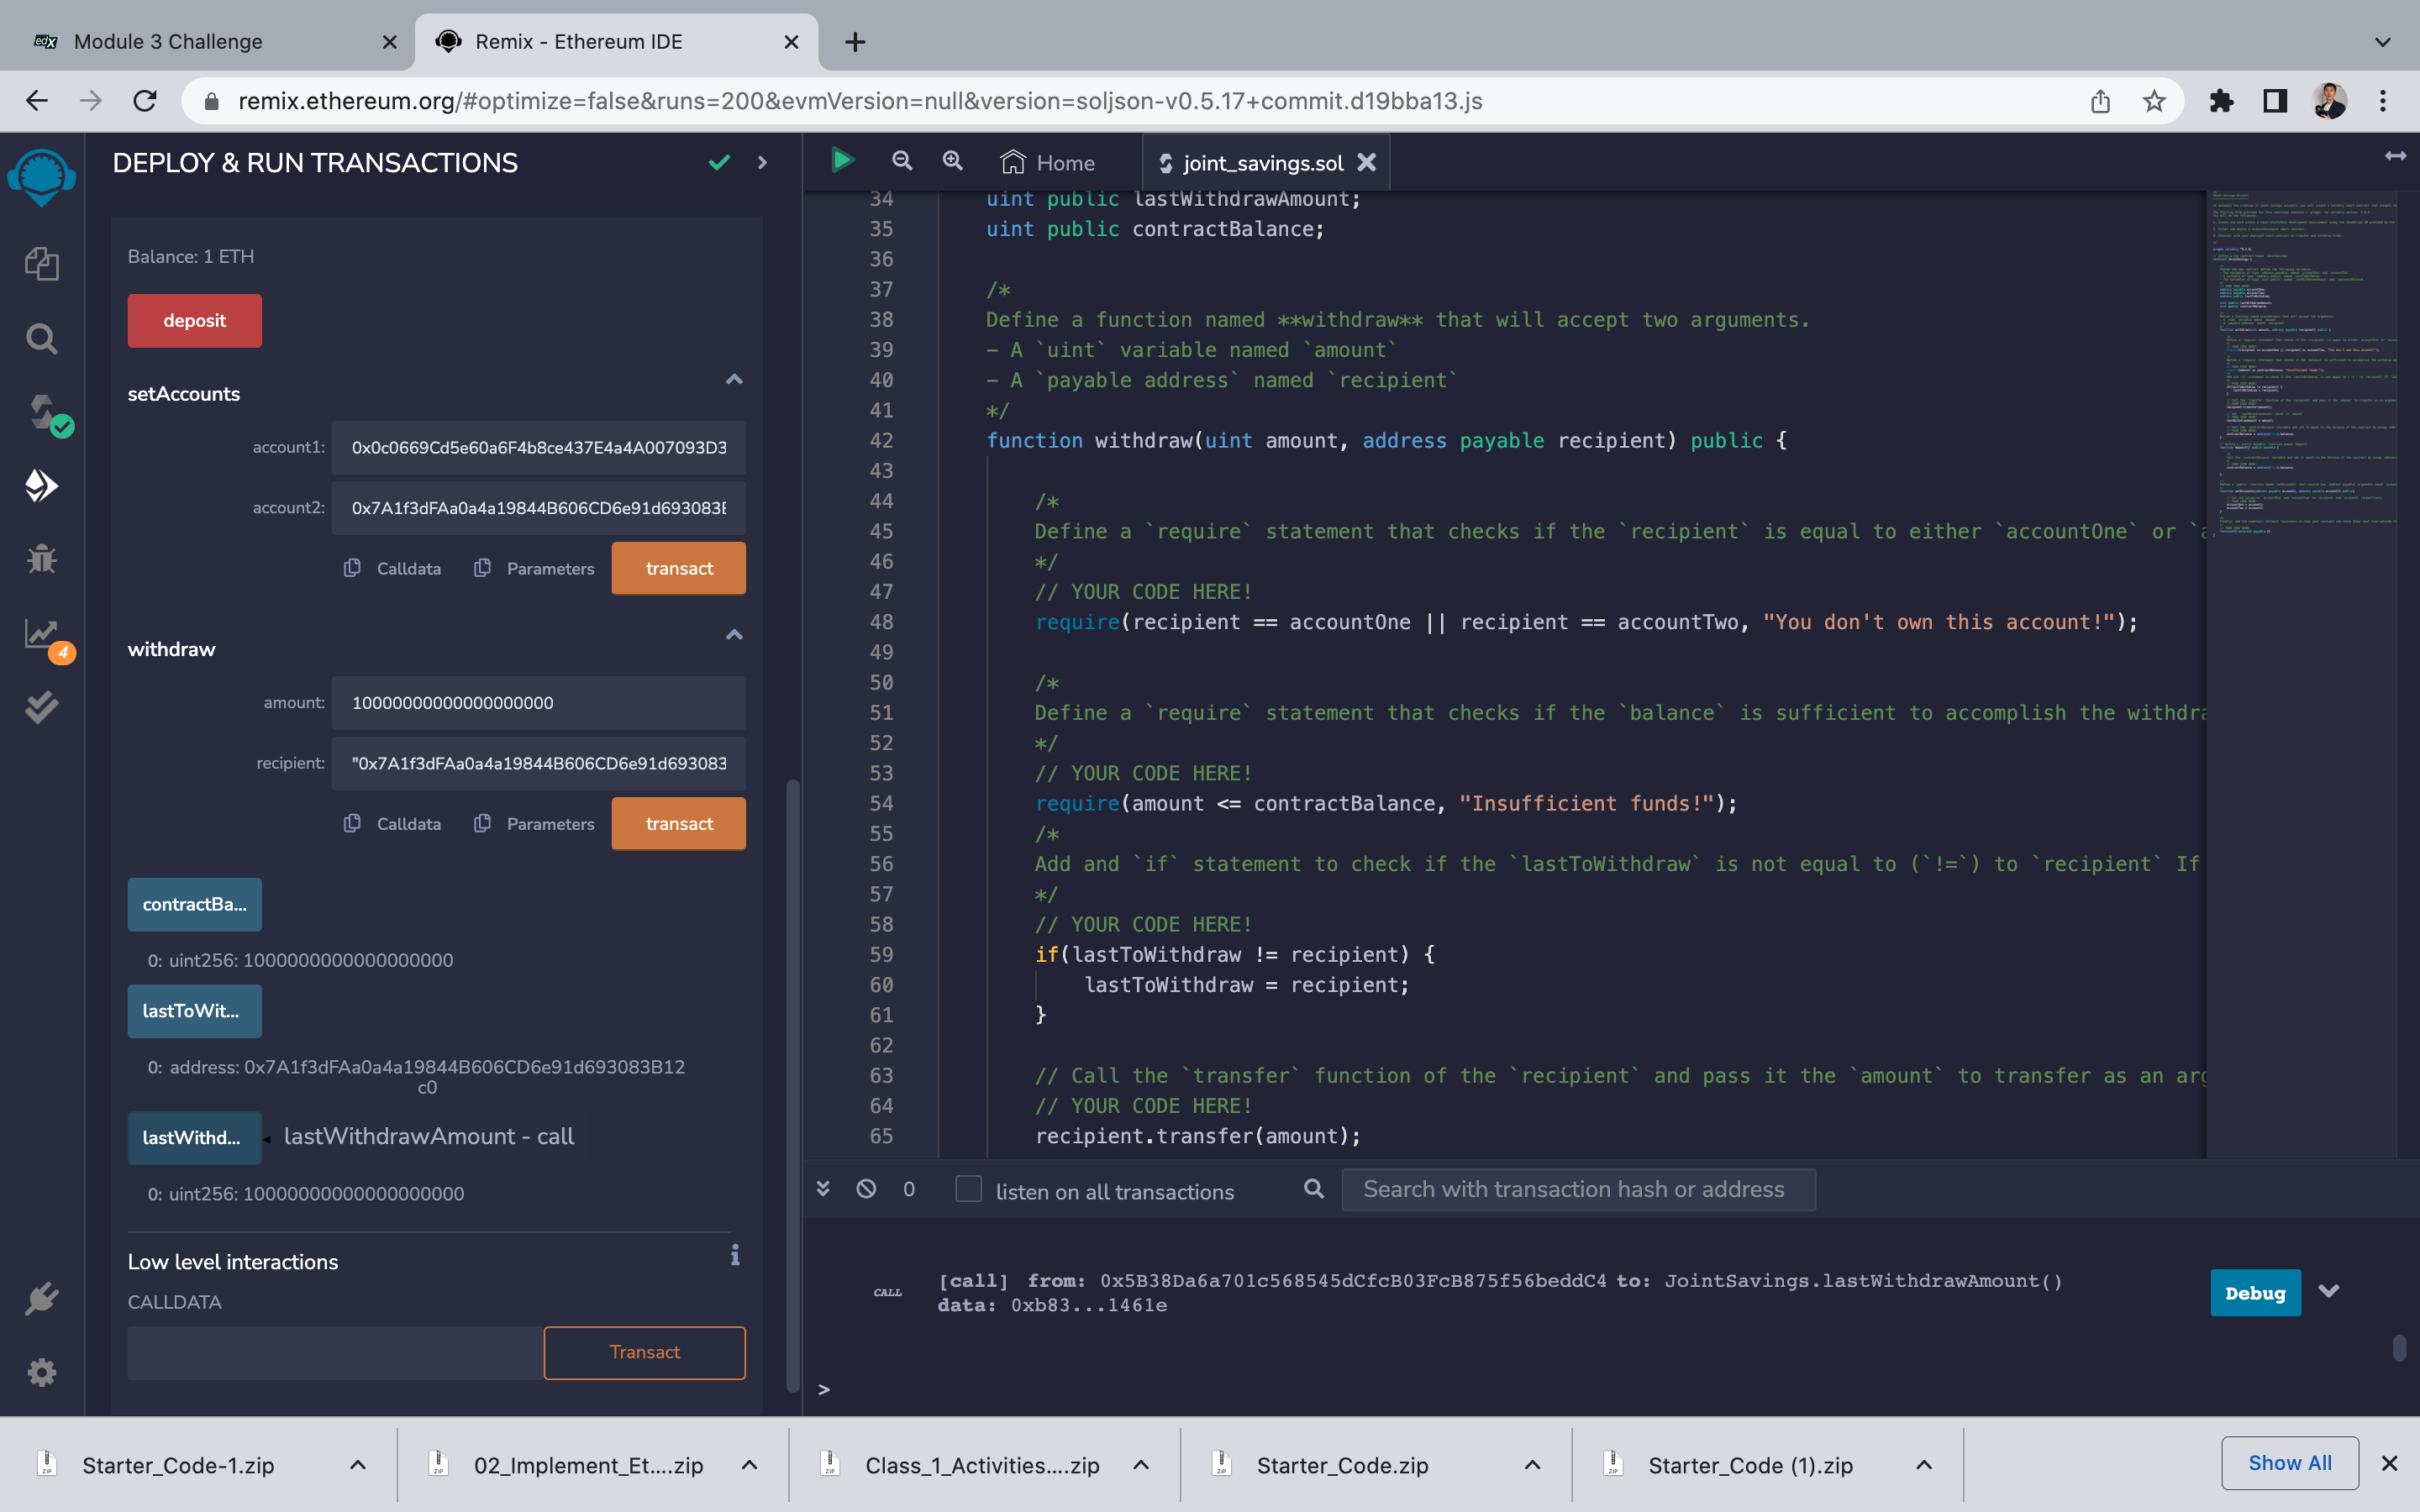 edX Module 3 Challenge
Remix - Ethereum IDE
remix.ethereum.org/#optimize=false&runs=200&evmVersion=null&version=soljson-v0.5.17+commit.d19bba13.js
DEPLOY & RUN TRANSACTIONS
Balance: 1 ETH
deposit
setAccounts
account1: 0x0c0669Cd5e60a6F4b8ce437E4a4A007093D3
account2: 0x7A1f3dFAa0a4a19844B606CD6e91d693083E
Calldata Parameters transact
withdraw
amount: 10000000000000000000
recipient: "0x7A1f3dFAa0a4a19844B606CD6e91d693083
Calldata Parameters transact
contractBa...
0: uint256: 1000000000000000000
lastToWit...
0: address: 0x7A1f3dFAa0a4a19844B606CD6e91d693083B12
c0
lastWithd... lastWithdrawAmount - call
0: uint256: 10000000000000000000
Low level interactions
CALLDATA
Transact
4
Home
joint_savings.sol
34 uint public lastWithdrawAmount;
35 uint public contractBalance;
36
37 /*
38 Define a function named **withdraw** that will accept two arguments.
39 - A `uint` variable named `amount`
40 - A `payable address` named `recipient`
41 */
42 function withdraw(uint amount, address payable recipient) public {
43
44 /*
45 Define a `require` statement that checks if the `recipient` is equal to either `accountOne` or `a
46 */
47 // YOUR CODE HERE!
48 require(recipient == accountOne || recipient == accountTwo, "You don't own this account!");
49
50 /*
51 Define a `require` statement that checks if the `balance` is sufficient to accomplish the withdra
52 */
53 // YOUR CODE HERE!
54 require(amount <= contractBalance, "Insufficient funds!");
55 /*
56 Add and `if` statement to check if the `lastToWithdraw` is not equal to (`!=`) to `recipient` If
57 */
58 // YOUR CODE HERE!
59 if(lastToWithdraw != recipient) {
60 lastToWithdraw = recipient;
61 }
62
63 // Call the `transfer` function of the `recipient` and pass it the `amount` to transfer as an arg
64 // YOUR CODE HERE!
65 recipient.transfer(amount);
0 listen on all transactions Search with transaction hash or address
CALL [call] from: 0x5B38Da6a701c568545dCfcB03FcB875f56beddC4 to: JointSavings.lastWithdrawAmount()
data: 0xb83...1461e
Debug
>
Starter_Code-1.zip
02_Implement_Et....zip
Class_1_Activities....zip
Starter_Code.zip
Starter_Code (1).zip
Show All